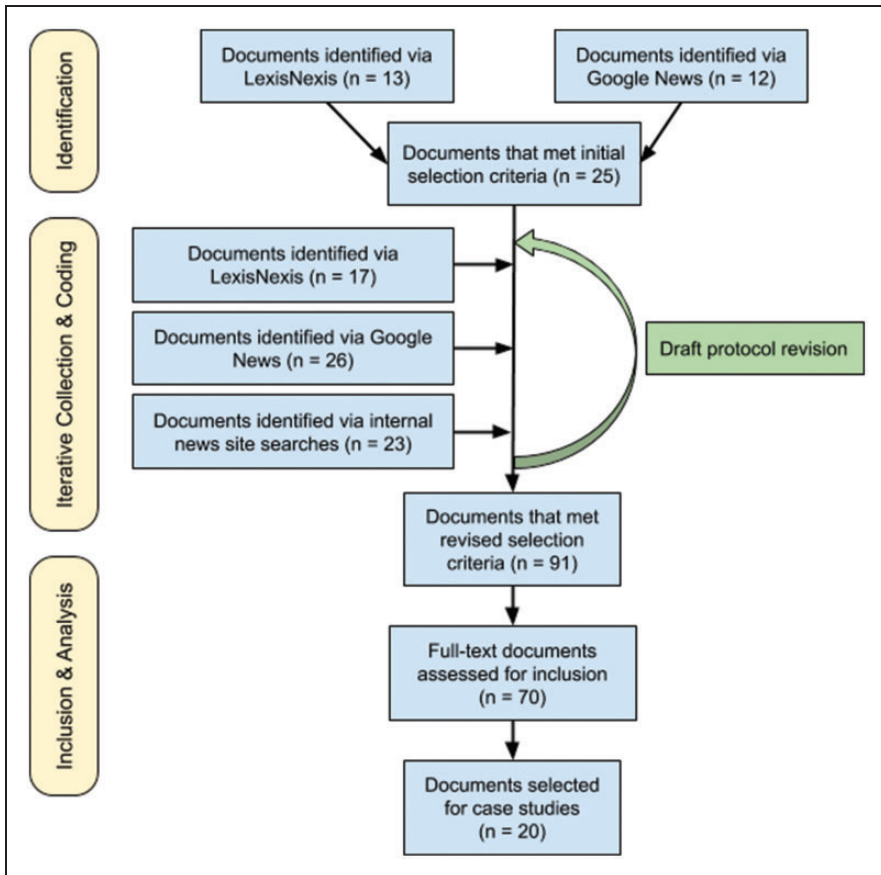 Identification
Documents identified via
LexisNexis (n = 13)
Documents identified via
Google News (n = 12)
Documents that met initial
selection criteria (n = 25)
Iterative Collection & Coding
Documents identified via
LexisNexis (n = 17)
Documents identified via Google
News (n = 26)
Documents identified via internal
news site searches (n = 23)
Draft protocol revision
Documents that met
revised selection
criteria (n = 91)
Inclusion & Analysis
Full-text documents
assessed for inclusion
(n = 70)
Documents selected
for case studies
(n = 20)